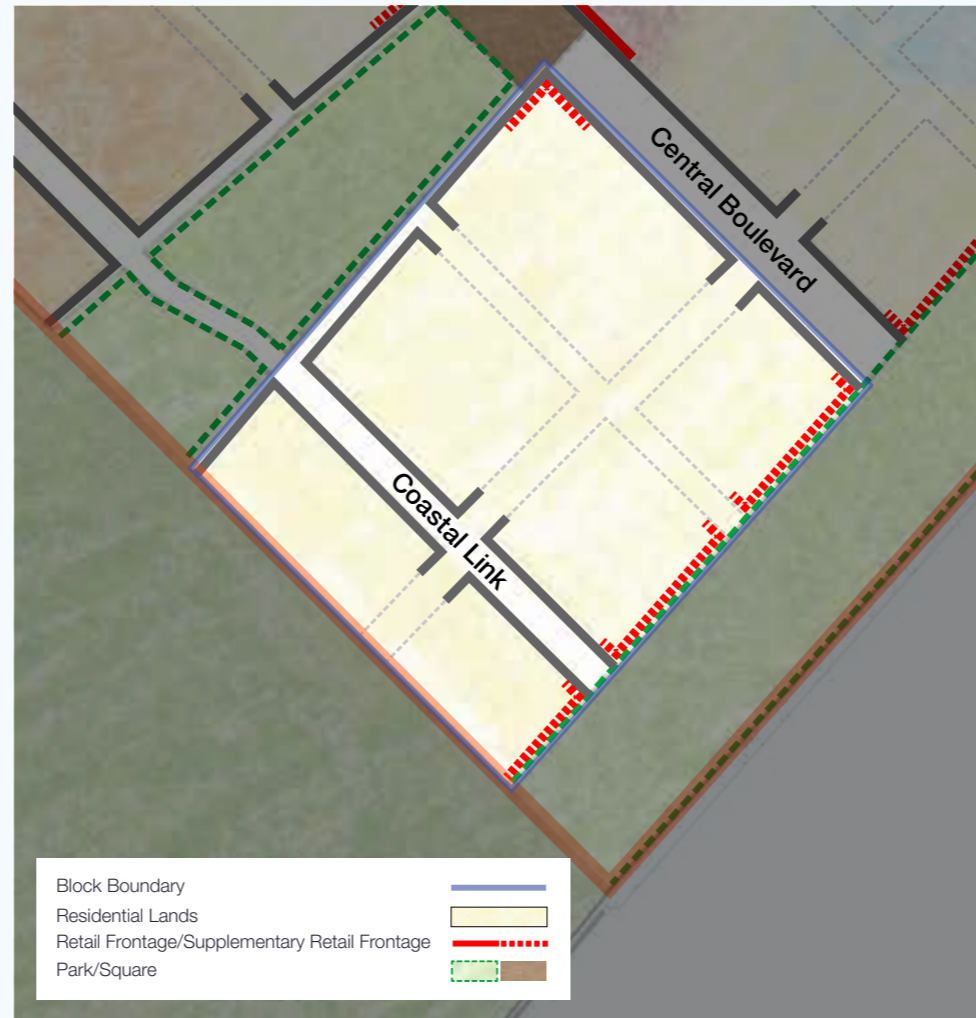 Central Boulevard
Coastal Link
Block Boundary
Residential Lands
Retail Frontage/Supplementary Retail Frontage
Park/Square